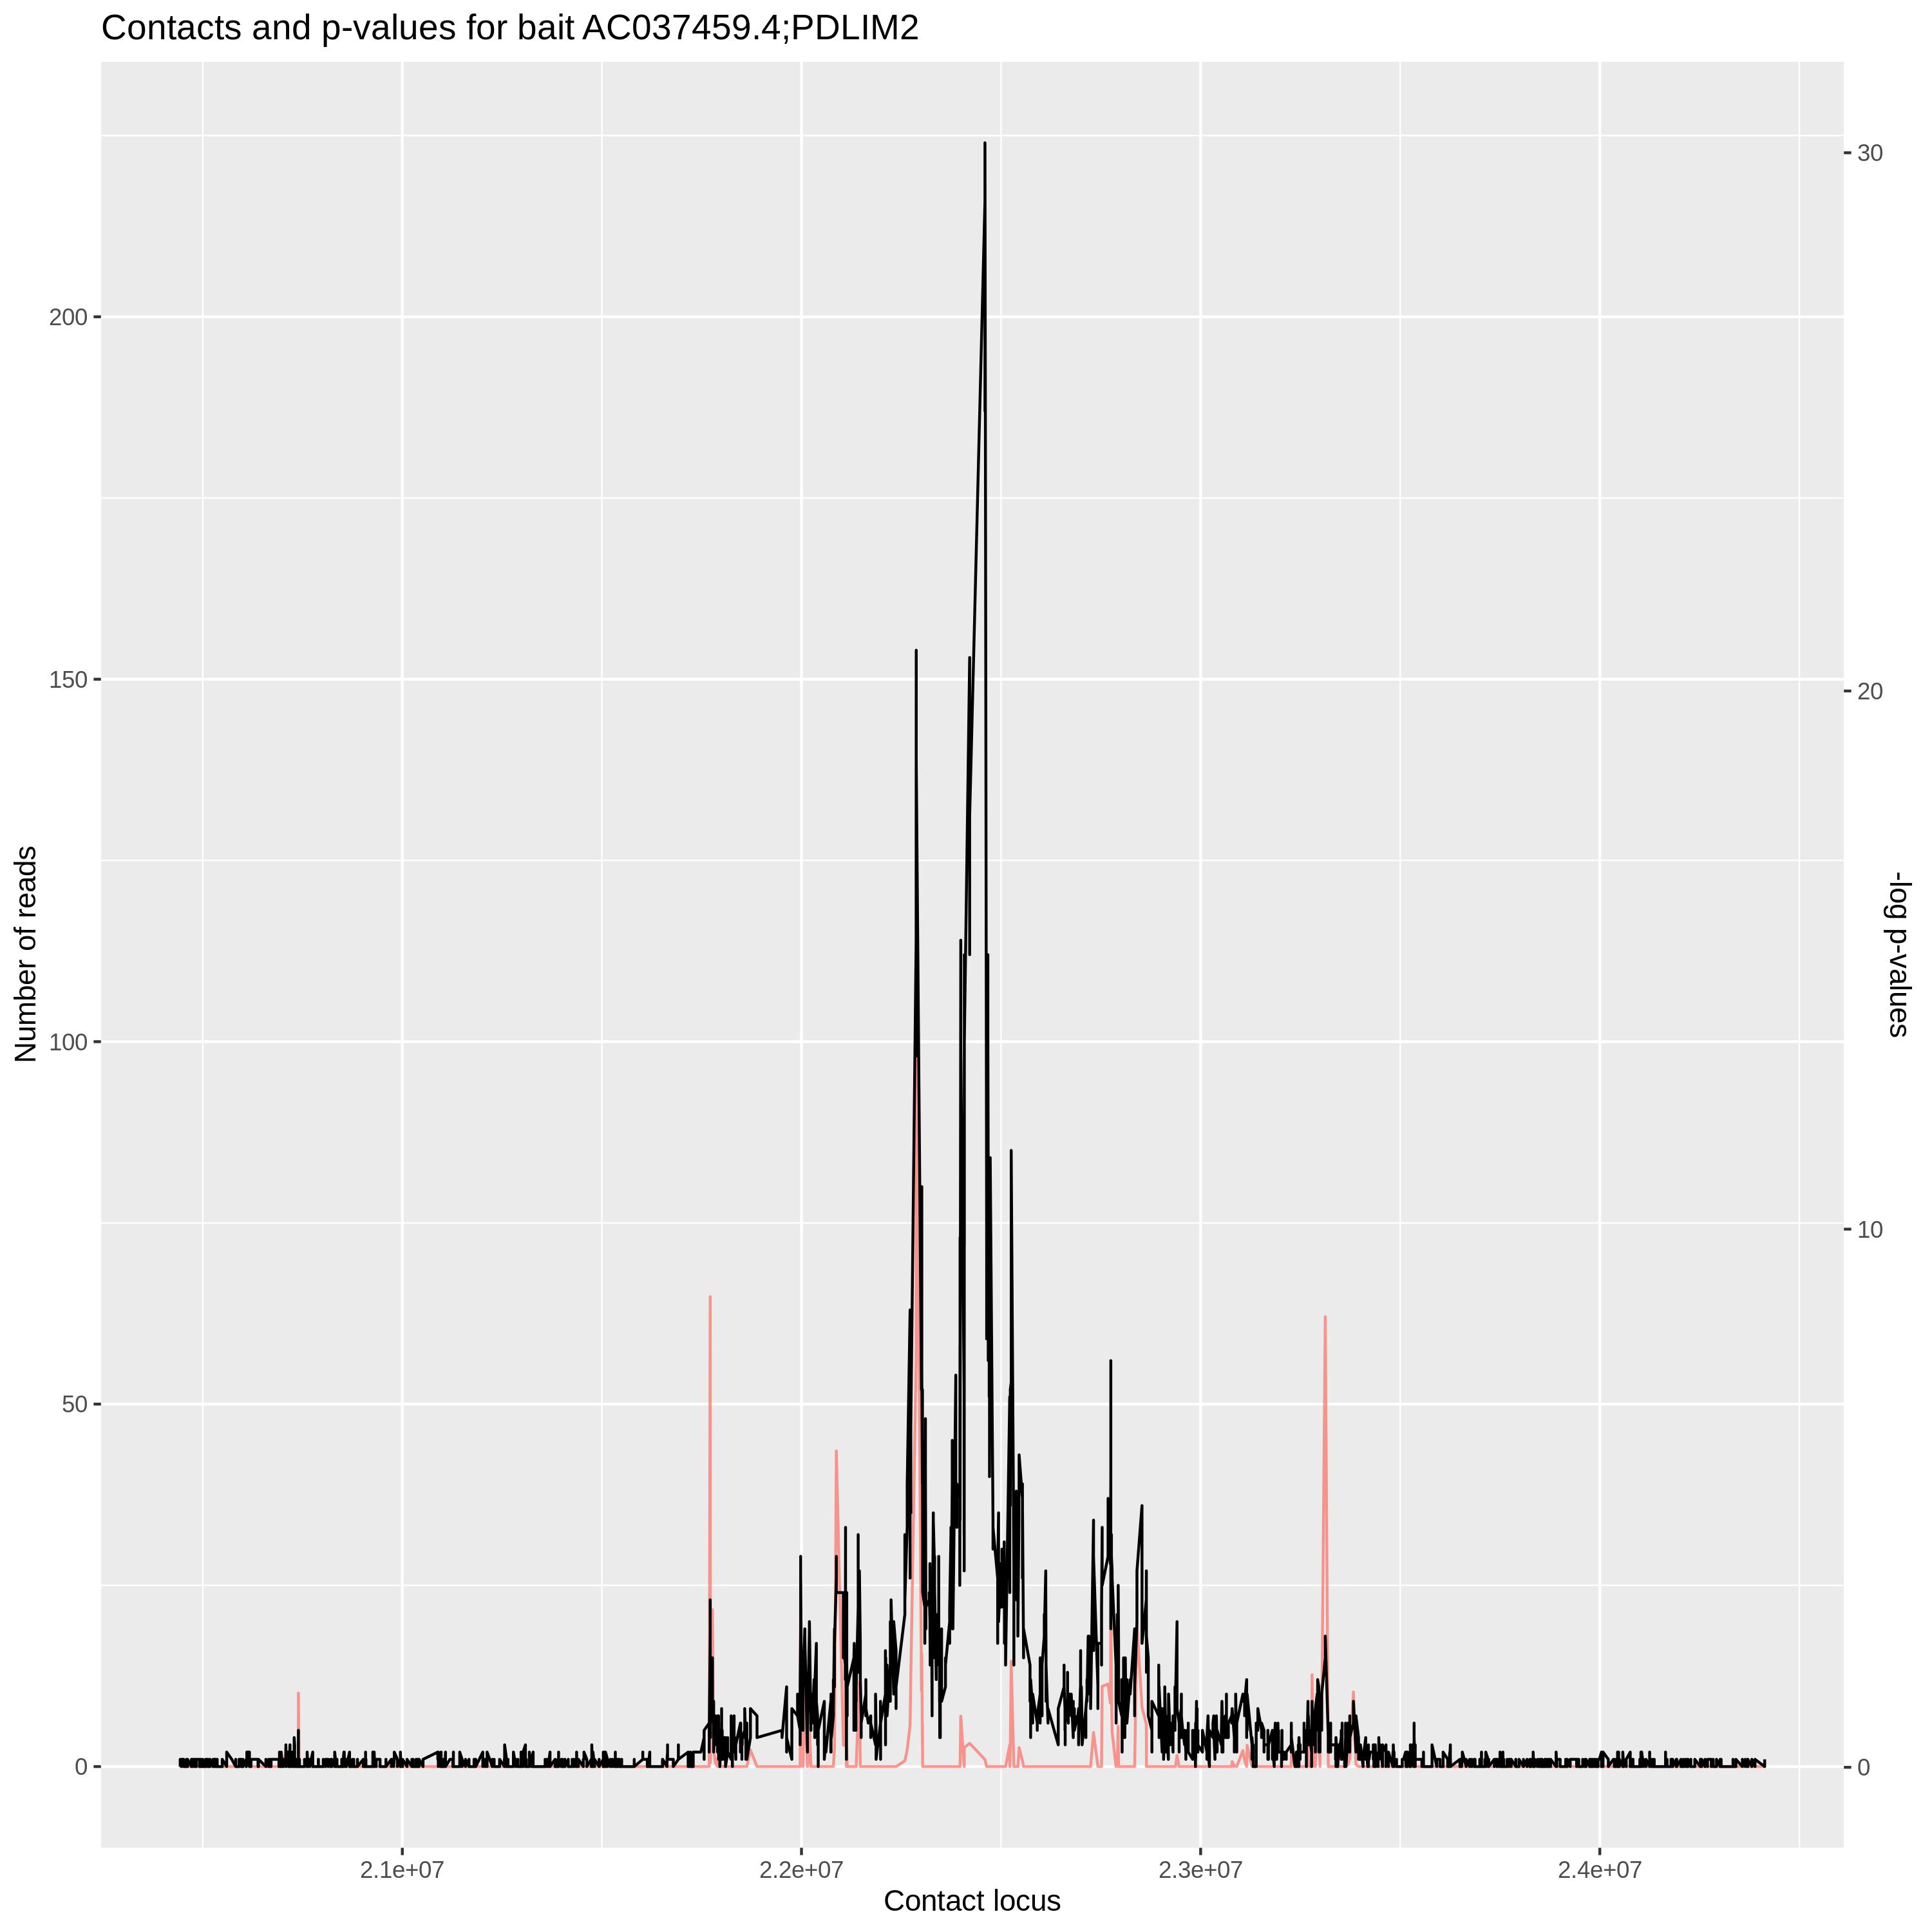 Contacts and p-values for bait AC037459.4;PDLIM2
Number of reads
200
150
100
50
0
30
20
10
0
-log p-values
2.1e+07 2.2e+07 2.3e+07 2.4e+07
Contact locus